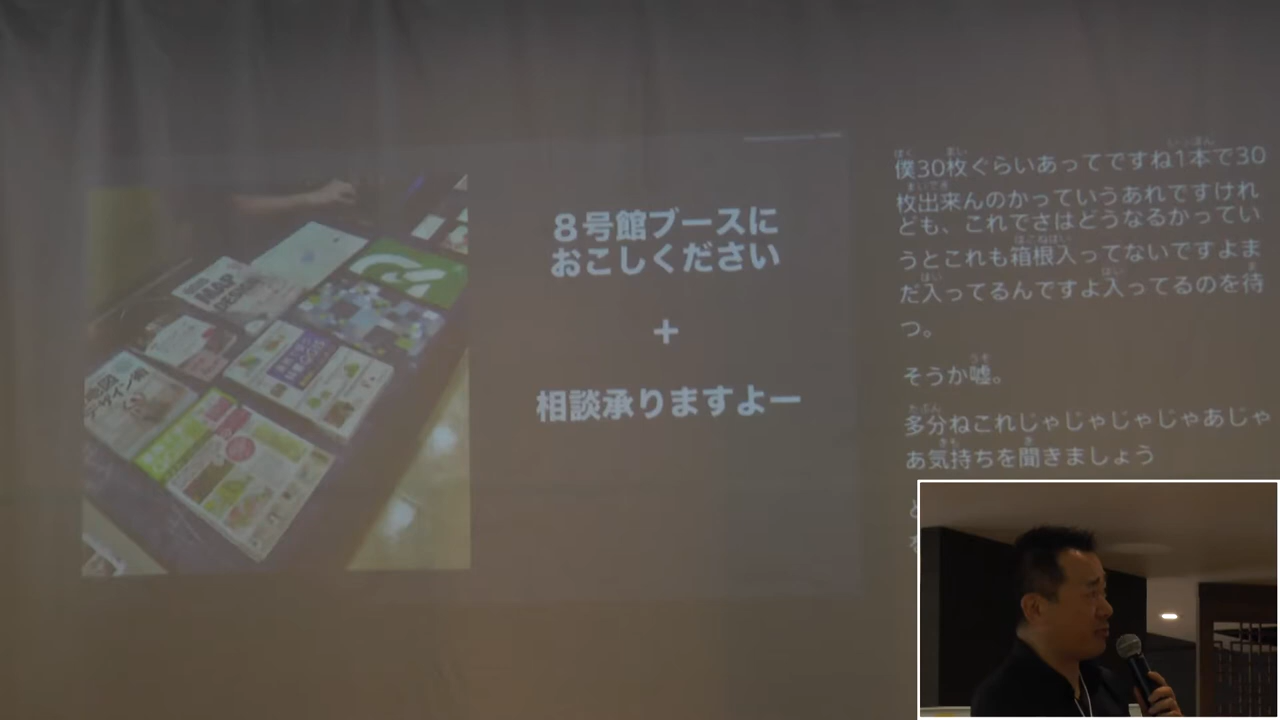 8号館ブースに
おこしください
+
相談承りますよー
僕30枚ぐらいあってですね1本で30
枚出来んのかっていうあれですけれ
ども、これでさはどうなるかってい
うとこれも箱根入ってないですよま
だ入ってるんですよ入ってるのを待
つ。
そうか嘘。
多分ねこれじゃじゃじゃじゃあじゃ
あ気持ちを聞きましょう